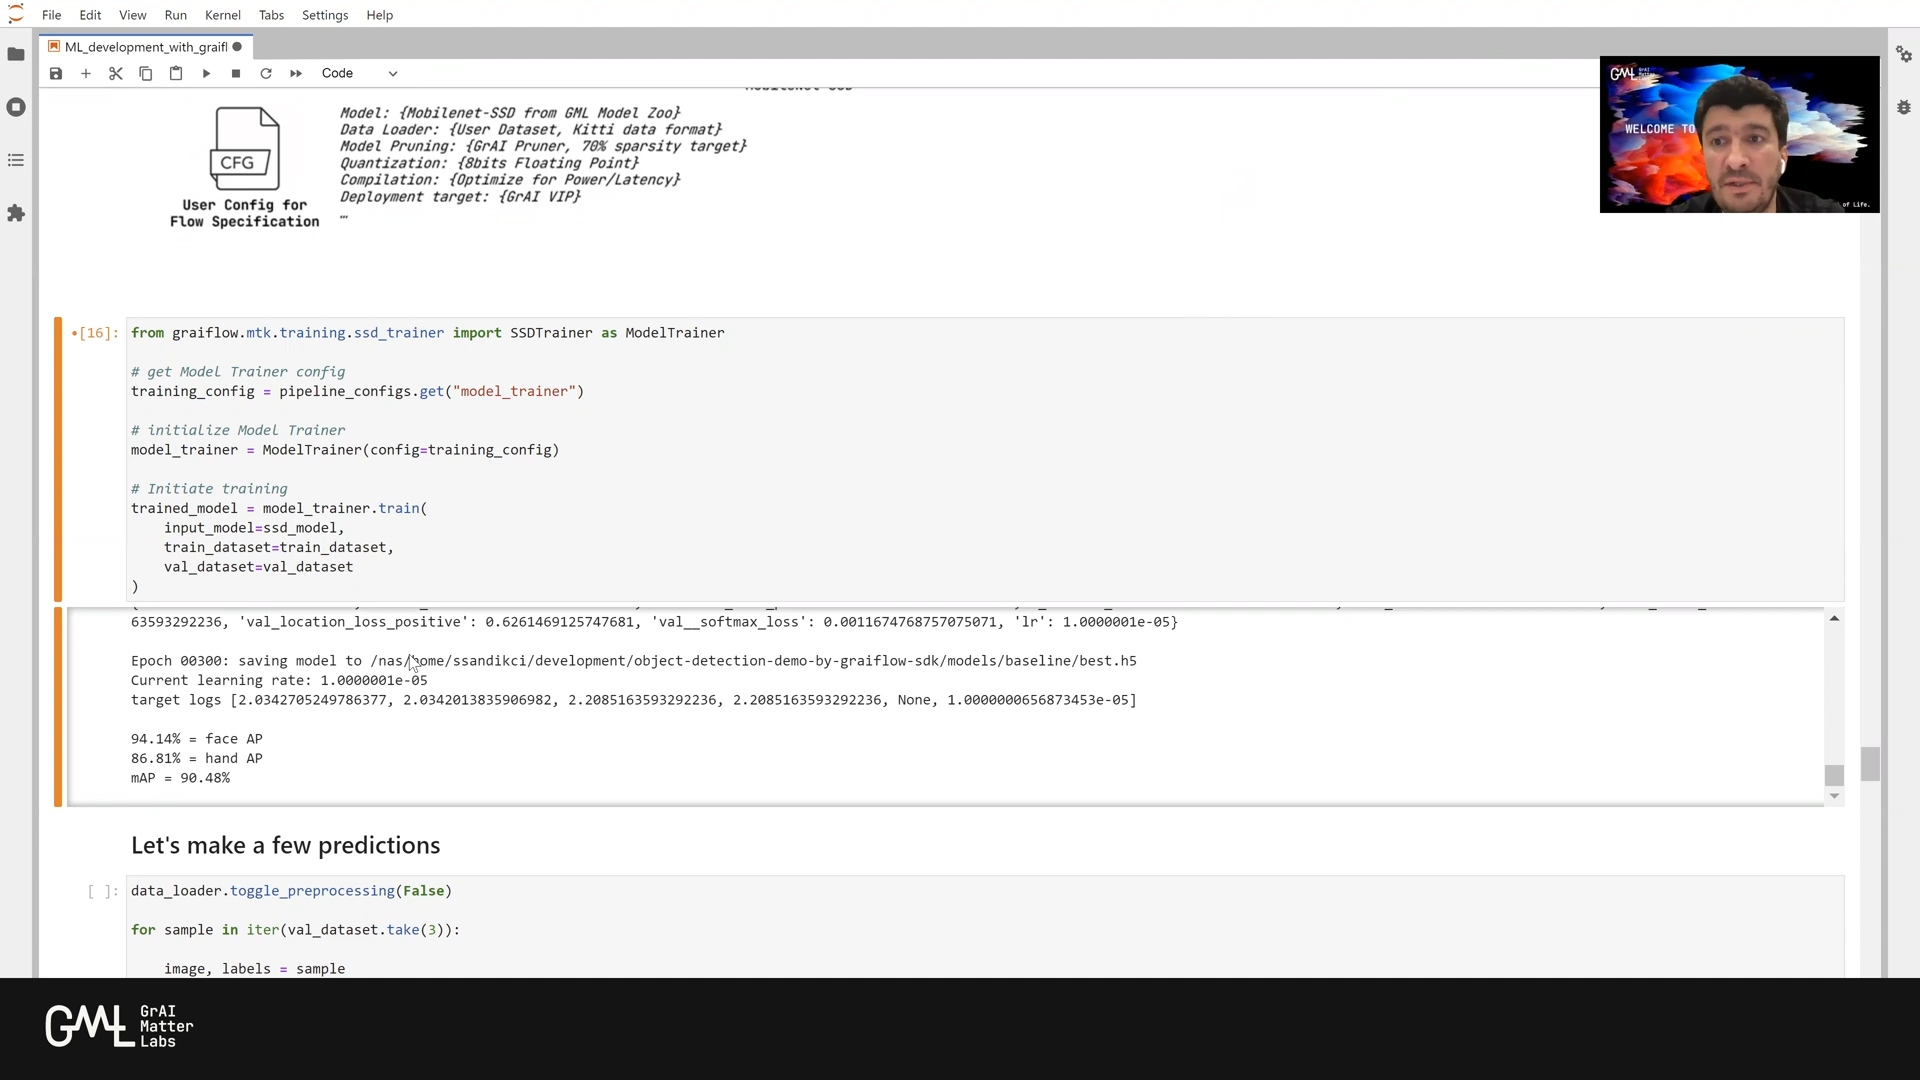 File Edit View Run Kernel Tabs Settings Help
ML_development_with_graifl
Code
GML
WELCOME TO
of Life.
Model: {Mobilenet-SSD from GML Model Zoo}
Data Loader: {User Dataset, Kitti data format}
Model Pruning: {GrAI Pruner, 70% sparsity target}
Quantization: {8bits Floating Point}
Compilation: {Optimize for Power/Latency}
Deployment target: {GrAI VIP}
…
CFG
User Config for
Flow Specification
•[16]:
from graiflow.mtk.training.ssd_trainer import SSDTrainer as ModelTrainer
# get Model Trainer config
training_config = pipeline_configs.get("model_trainer")
# initialize Model Trainer
model_trainer = ModelTrainer(config=training_config)
# Initiate training
trained_model = model_trainer.train(
input_model=ssd_model,
train_dataset=train_dataset,
val_dataset=val_dataset
)
63593292236, 'val_location_loss_positive': 0.6261469125747681, 'val__softmax_loss': 0.0011674768757075071, 'lr': 1.0000001e-05}
Epoch 00300: saving model to /nas/home/ssandikci/development/object-detection-demo-by-graiflow-sdk/models/baseline/best.h5
Current learning rate: 1.0000001e-05
target logs [2.0342705249786377, 2.0342013835906982, 2.2085163593292236, 2.2085163593292236, None, 1.0000000656873453e-05]
94.14% = face AP
86.81% = hand AP
mAP = 90.48%
Let's make a few predictions
[ ]:
data_loader.toggle_preprocessing(False)
for sample in iter(val_dataset.take(3)):
image, labels = sample
GML GrAI
Matter
Labs